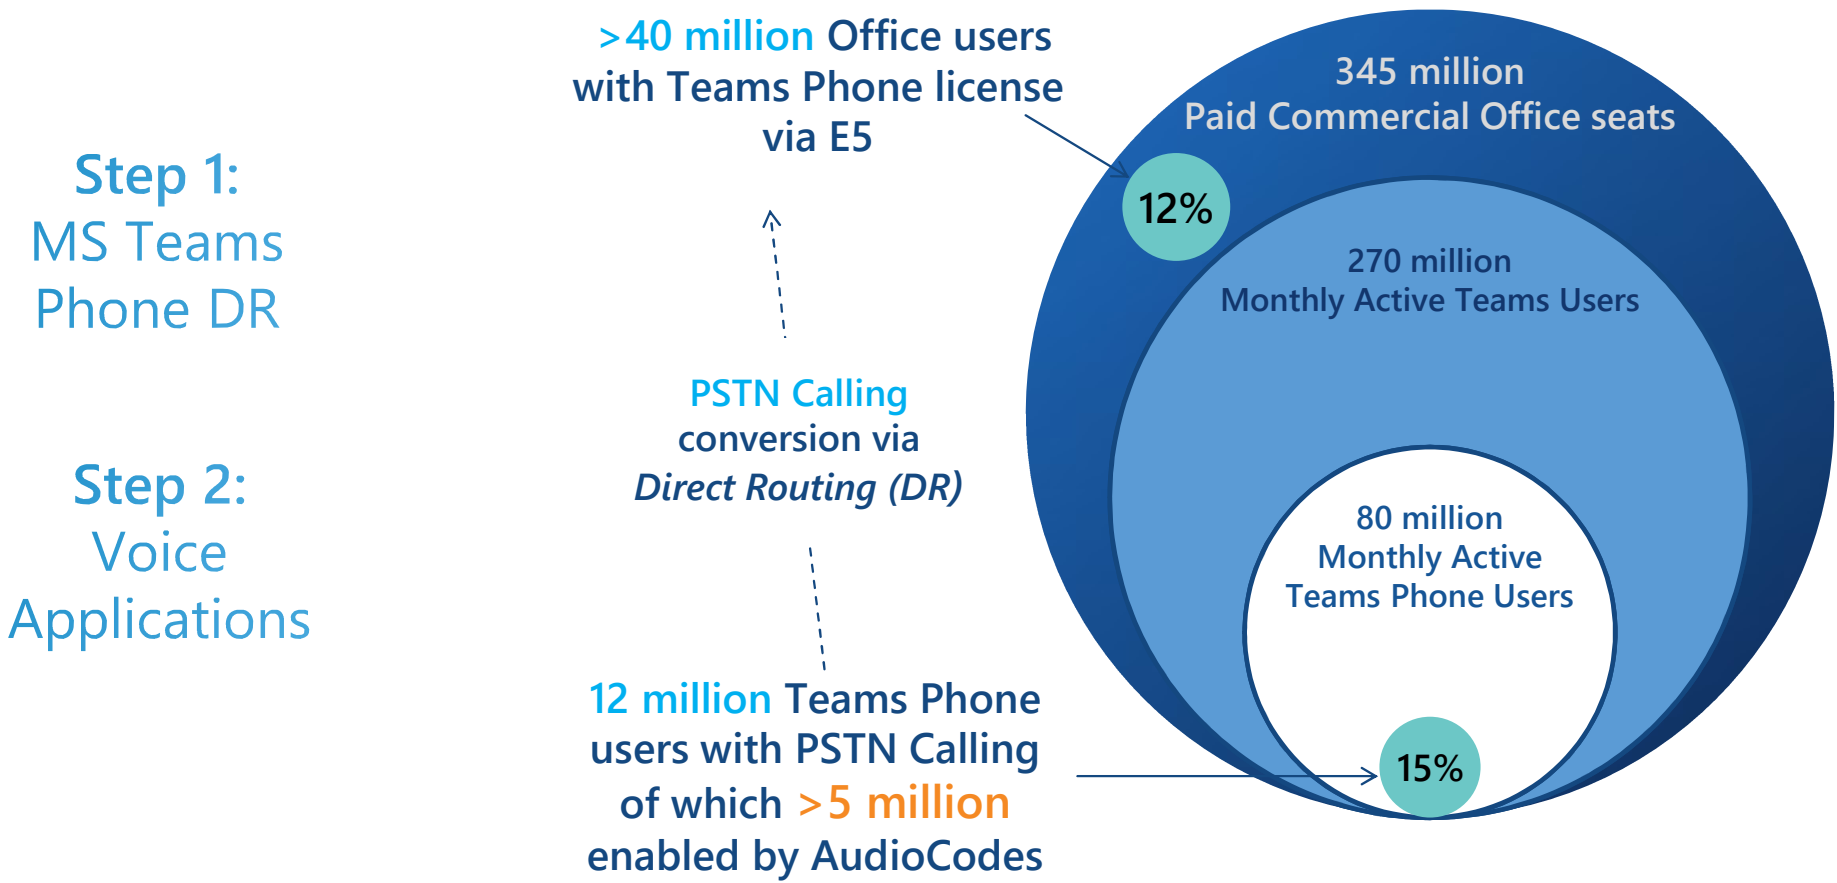 Step 1:
MS Teams
Phone DR
Step 2:
Voice
Applications
>40 million Office users
with Teams Phone license
via E5
PSTN Calling
conversion via
Direct Routing (DR)
12 million Teams Phone
users with PSTN Calling
of which >5 million
enabled by AudioCodes
345 million
Paid Commercial Office seats
12%
270 million
Monthly Active Teams Users
80 million
Monthly Active
Teams Phone Users
15%